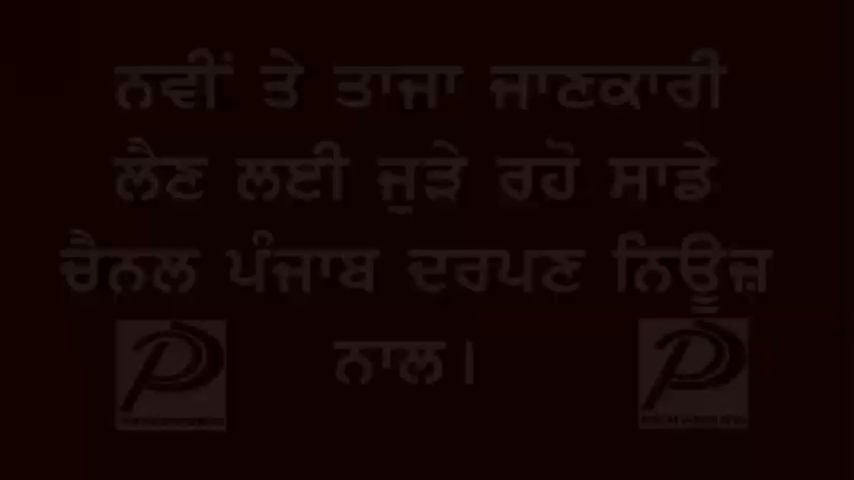 ਨਵੀਂ ਤੇ ਤਾਜਾ ਜਾਣਕਾਰੀ
ਲੈਣ ਲਈ ਜੁੜੇ ਰਹੋ ਸਾਡੇ
ਚੈਨਲ ਪੰਜਾਬ ਦਰਪਣ ਨਿਊਜ਼
ਨਾਲ।